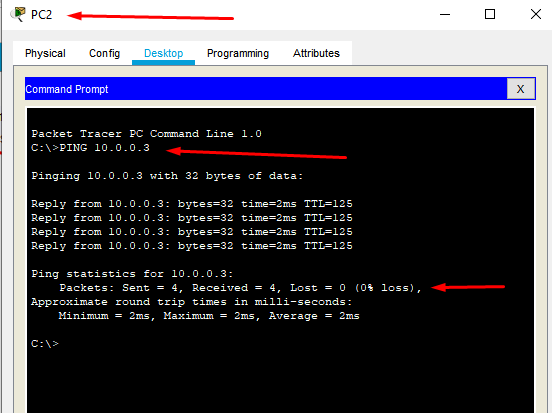 PC2
Physical Config Desktop Programming Attributes
Command Prompt X
Packet Tracer PC Command Line 1.0
C:\>PING 10.0.0.3
Pinging 10.0.0.3 with 32 bytes of data:
Reply from 10.0.0.3: bytes=32 time=2ms TTL=125
Reply from 10.0.0.3: bytes=32 time=2ms TTL=125
Reply from 10.0.0.3: bytes=32 time=2ms TTL=125
Reply from 10.0.0.3: bytes=32 time=2ms TTL=125
Ping statistics for 10.0.0.3:
Packets: Sent = 4, Received = 4, Lost = 0 (0% loss),
Approximate round trip times in milli-seconds:
Minimum = 2ms, Maximum = 2ms, Average = 2ms
C:\>